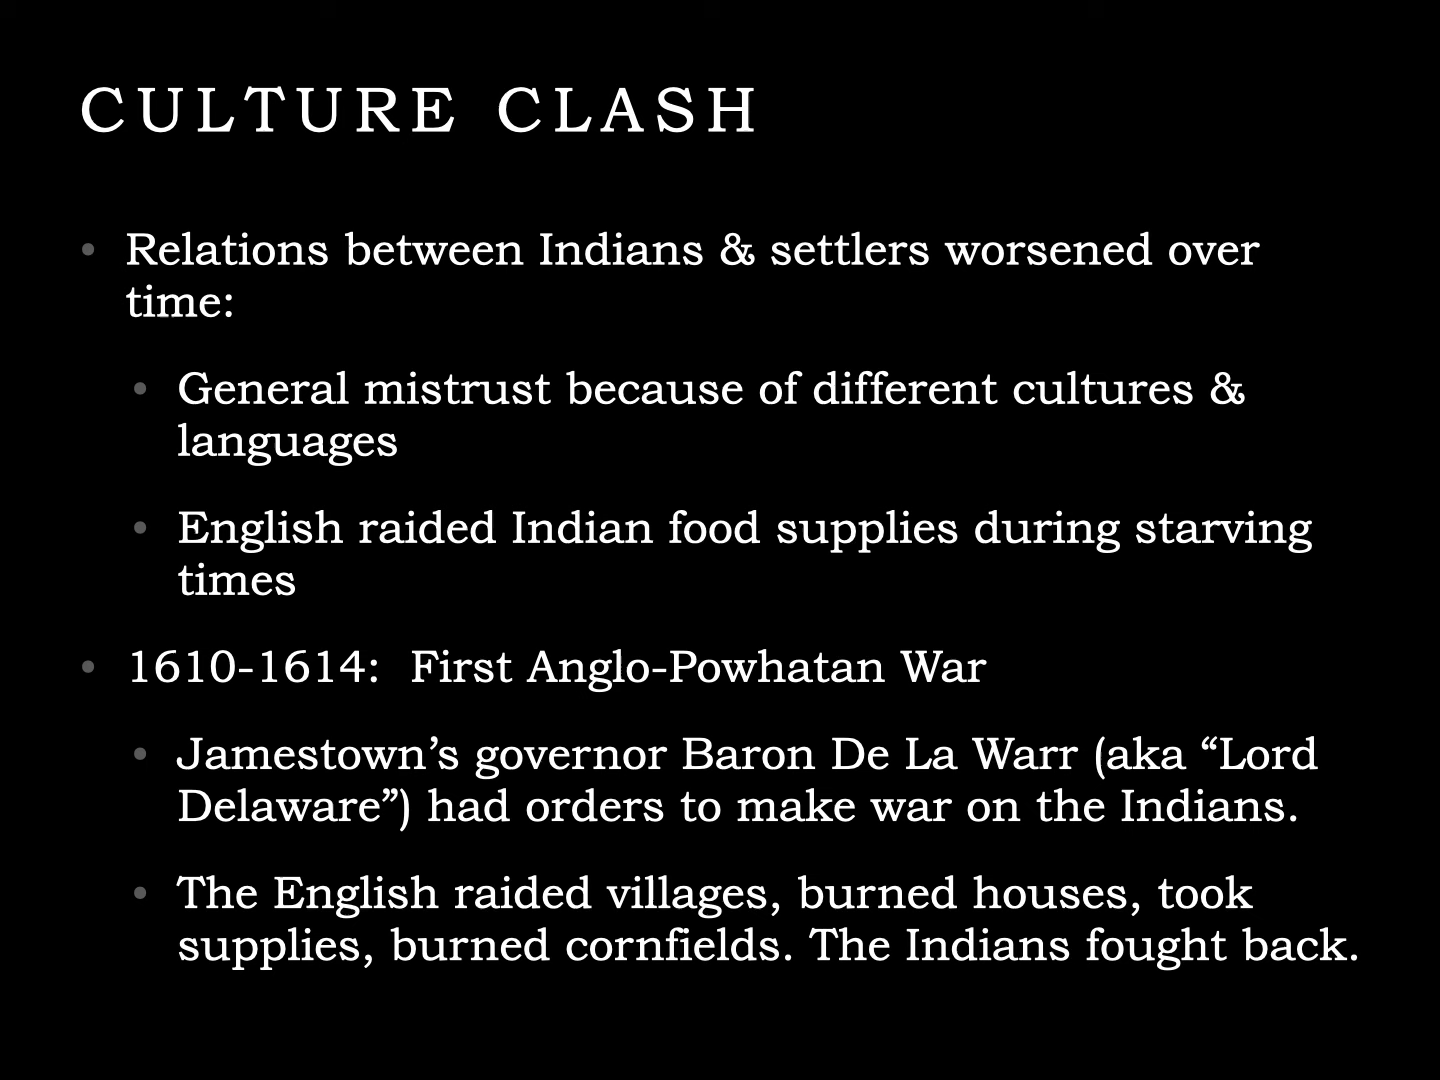 CULTURE CLASH
• Relations between Indians & settlers worsened over
time:
• General mistrust because of different cultures &
languages
• English raided Indian food supplies during starving
times
• 1610-1614:  First Anglo-Powhatan War
• Jamestown’s governor Baron De La Warr (aka “Lord
Delaware”) had orders to make war on the Indians.
• The English raided villages, burned houses, took
supplies, burned cornfields. The Indians fought back.